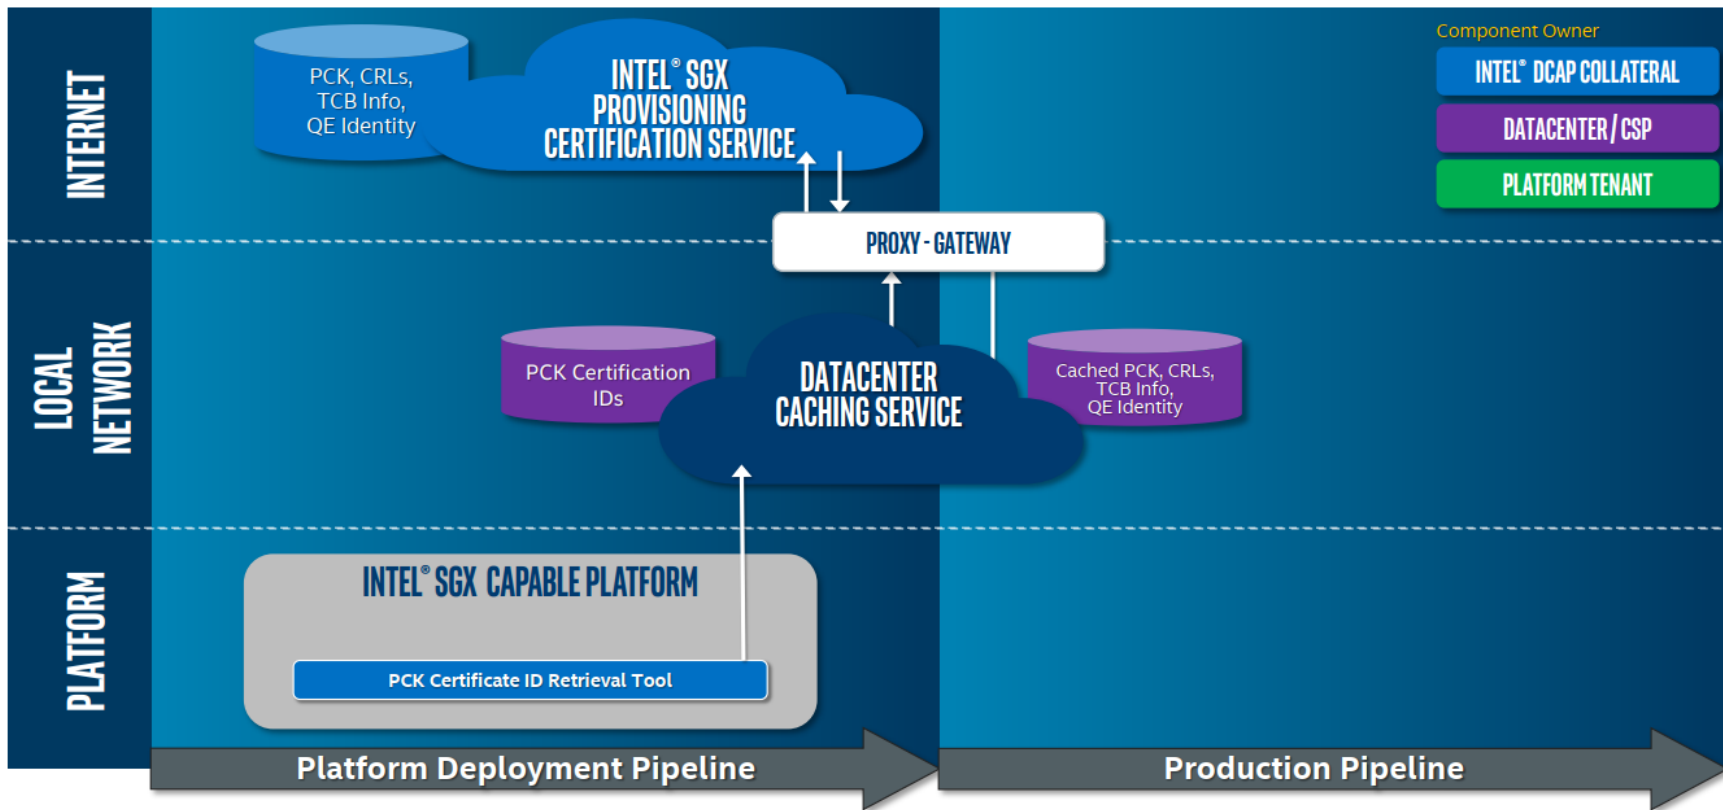 INTERNET
PCK, CRLs,
TCB Info,
QE Identity
INTEL® SGX
PROVISIONING
CERTIFICATION SERVICE
Component Owner
INTEL® DCAP COLLATERAL
DATACENTER / CSP
PLATFORM TENANT
PROXY - GATEWAY
LOCAL
NETWORK
PCK Certification
IDs
DATACENTER
CACHING SERVICE
Cached PCK, CRLs,
TCB Info,
QE Identity
PLATFORM
INTEL® SGX CAPABLE PLATFORM
PCK Certificate ID Retrieval Tool
Platform Deployment Pipeline
Production Pipeline